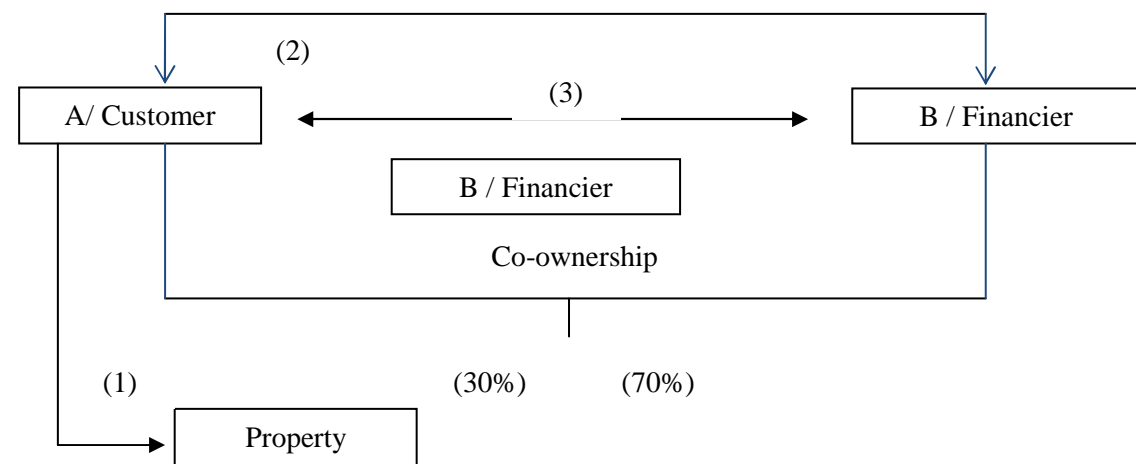 (2)
A/ Customer
(3)
B / Financier
B / Financier
Co-ownership
(1)
(30%)
(70%)
Property